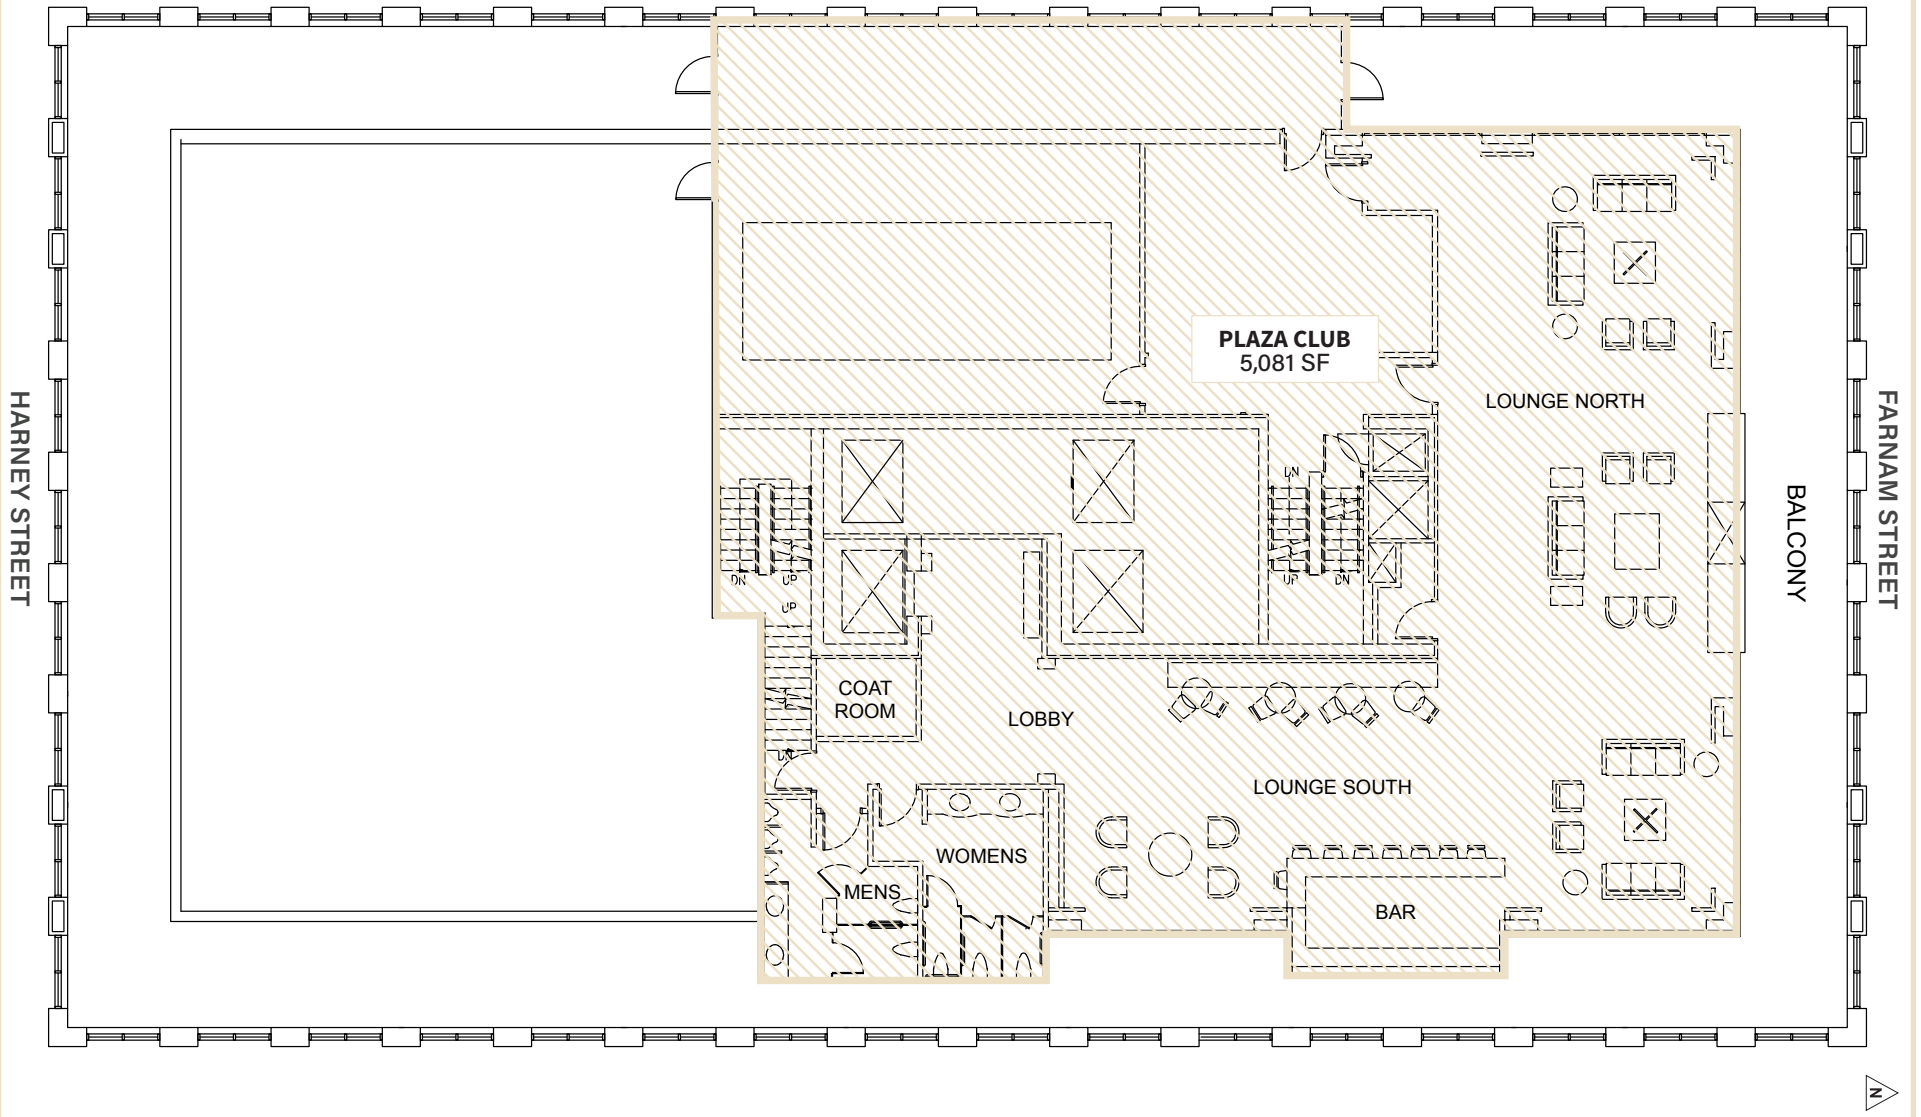 PLAZA CLUB
5,081 SF
LOUNGE NORTH
HARNEY STREET
FARNAM STREET
BALCONY
DN
DN
UP
UP
DN
UP
DN
COAT
ROOM
LOBBY
LOUNGE SOUTH
WOMENS
MENS
BAR
N